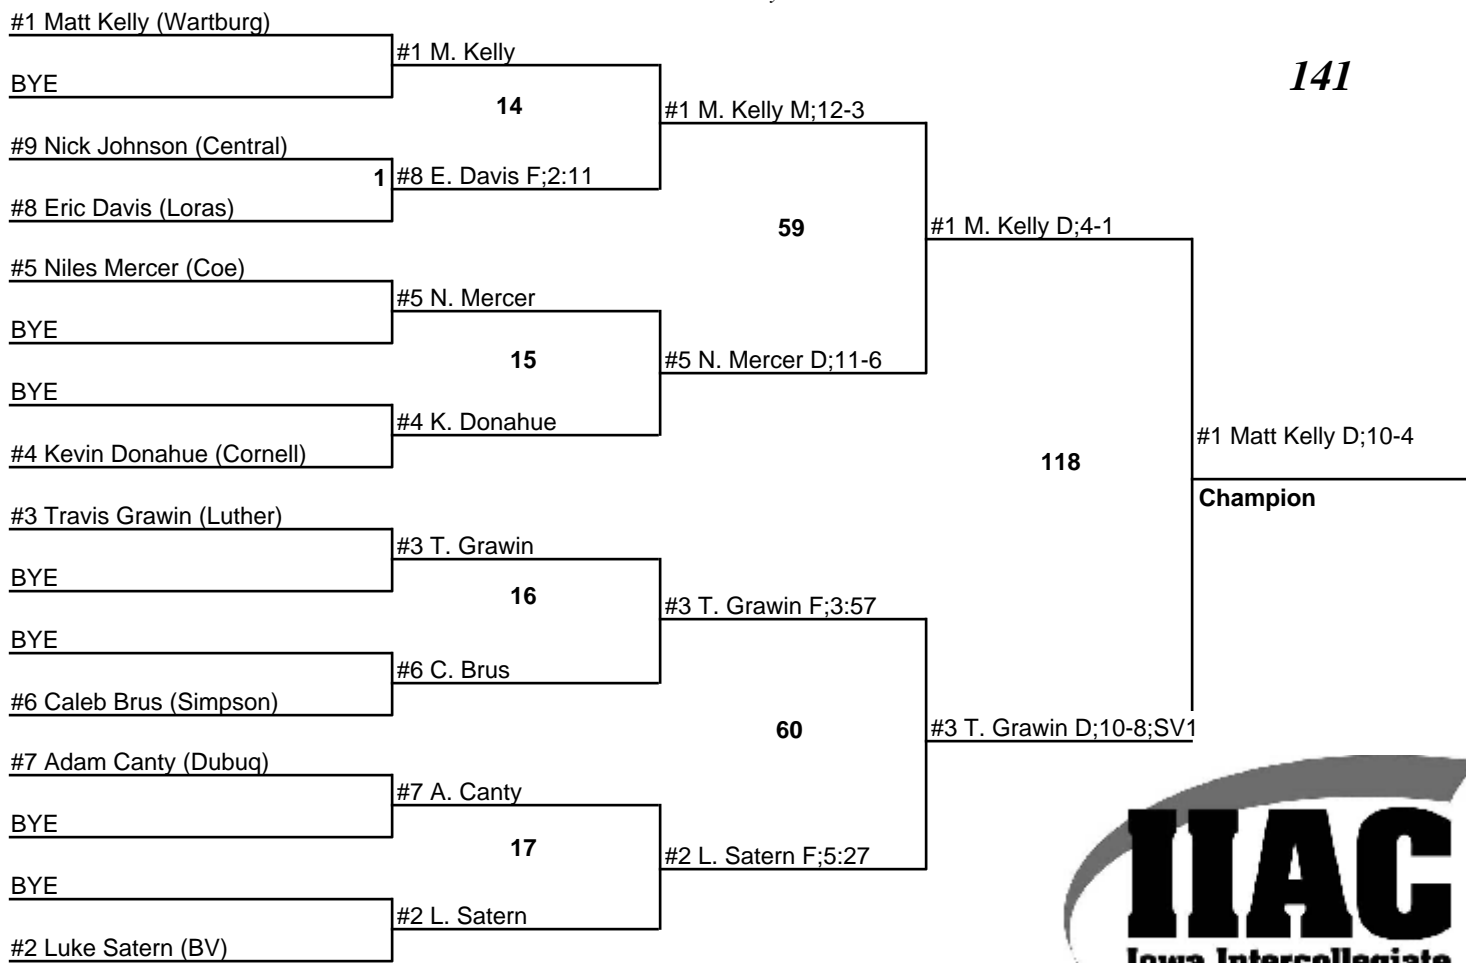 #1 Matt Kelly (Wartburg)
#1 M. Kelly
141
BYE
14
#1 M. Kelly M;12-3
#9 Nick Johnson (Central)
1
#8 E. Davis F;2:11
#8 Eric Davis (Loras)
59
#1 M. Kelly D;4-1
#5 Niles Mercer (Coe)
#5 N. Mercer
BYE
15
#5 N. Mercer D;11-6
BYE
#4 K. Donahue
#4 Kevin Donahue (Cornell)
118
#1 Matt Kelly D;10-4
Champion
#3 Travis Grawin (Luther)
#3 T. Grawin
BYE
16
#3 T. Grawin F;3:57
BYE
#6 C. Brus
#6 Caleb Brus (Simpson)
60
#3 T. Grawin D;10-8;SV1
#7 Adam Canty (Dubuq)
#7 A. Canty
BYE
17
#2 L. Satern F;5:27
BYE
#2 L. Satern
#2 Luke Satern (BV)
IIAC
Iowa Intercollegiate